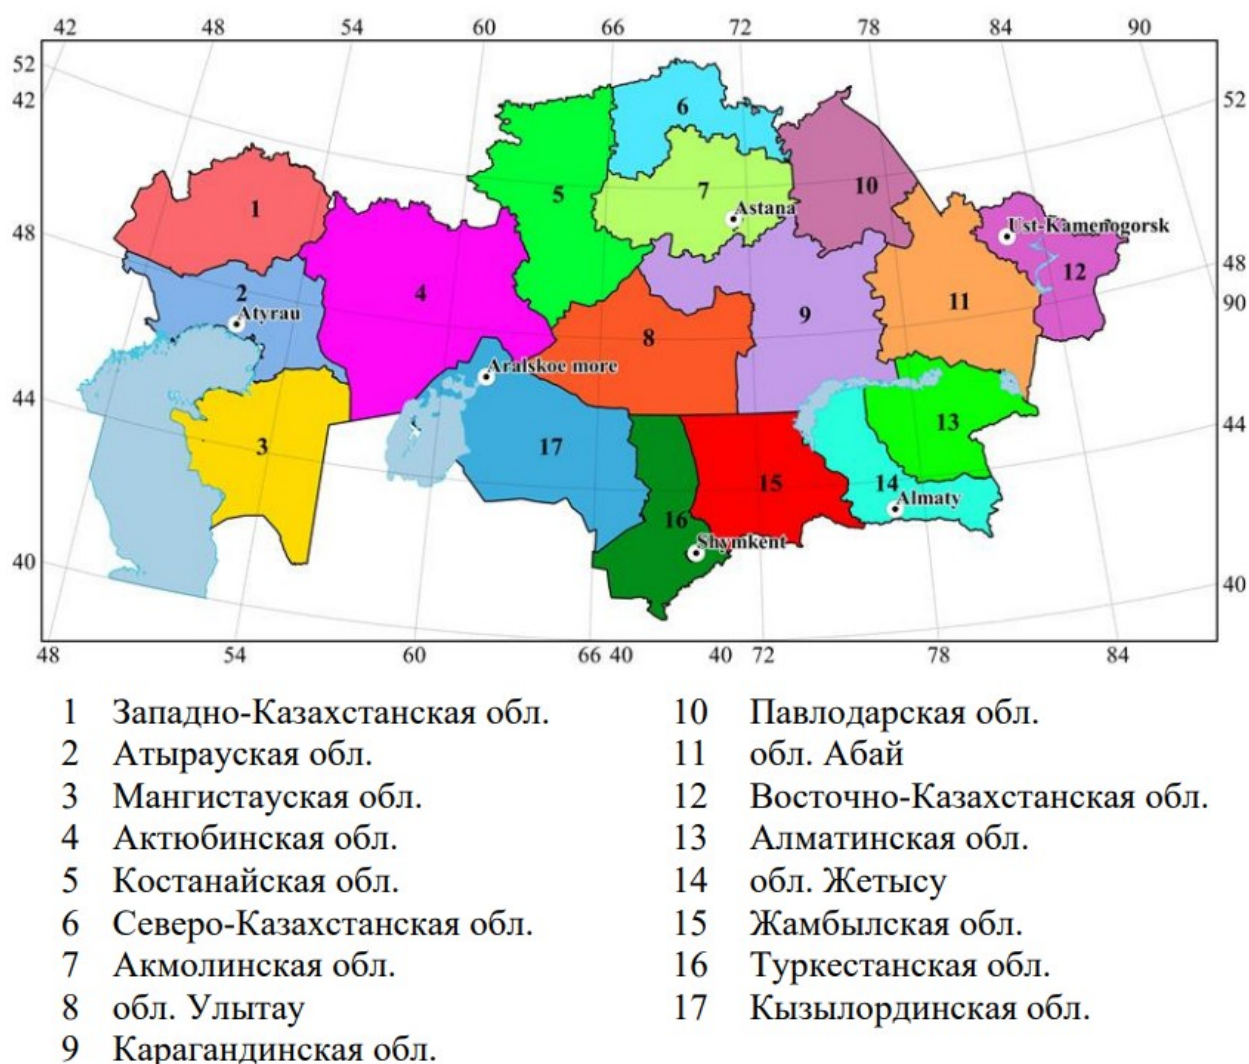 42 48 54 60 66 72 78 84 90
52
42
52
6
7
10
5
1
Astana
48
Ust-Kamenogorsk
48
12
2
4
11
90
Atyrau
9
8
Aralskoe more
44
44
13
3
17
15
14
Almaty
16
Shymkent
40
40
48 54 60 66 40 40 72 78 84
1 Западно-Казахстанская обл.
2 Атырауская обл.
3 Мангистауская обл.
4 Актюбинская обл.
5 Костанайская обл.
6 Северо-Казахстанская обл.
7 Акмолинская обл.
8 обл. Улытау
9 Карагандинская обл.
10 Павлодарская обл.
11 обл. Абай
12 Восточно-Казахстанская обл.
13 Алматинская обл.
14 обл. Жетысу
15 Жамбылская обл.
16 Туркестанская обл.
17 Кызылординская обл.